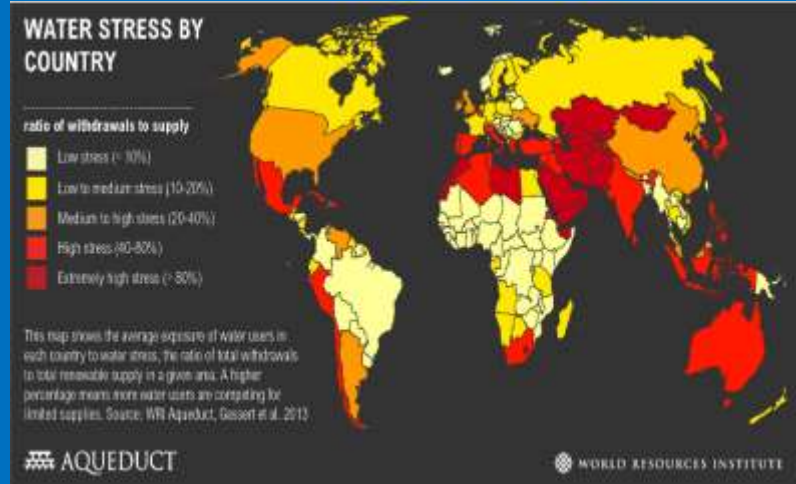 WATER STRESS BY
COUNTRY
ratio of withdrawals to supply
Low stress (< 10%)
Low to medium stress (10-20%)
Medium to high stress (20-40%)
High stress (40-80%)
Extremely high stress (> 80%)
This map shows the average exposure of water users in
each country to water stress, the ratio of total withdrawals
to total renewable supply in a given area. A higher
percentage means more water users are competing for
limited supplies. Source: WRI Aqueduct, Gassert et al. 2013
AQUEDUCT
WORLD RESOURCES INSTITUTE